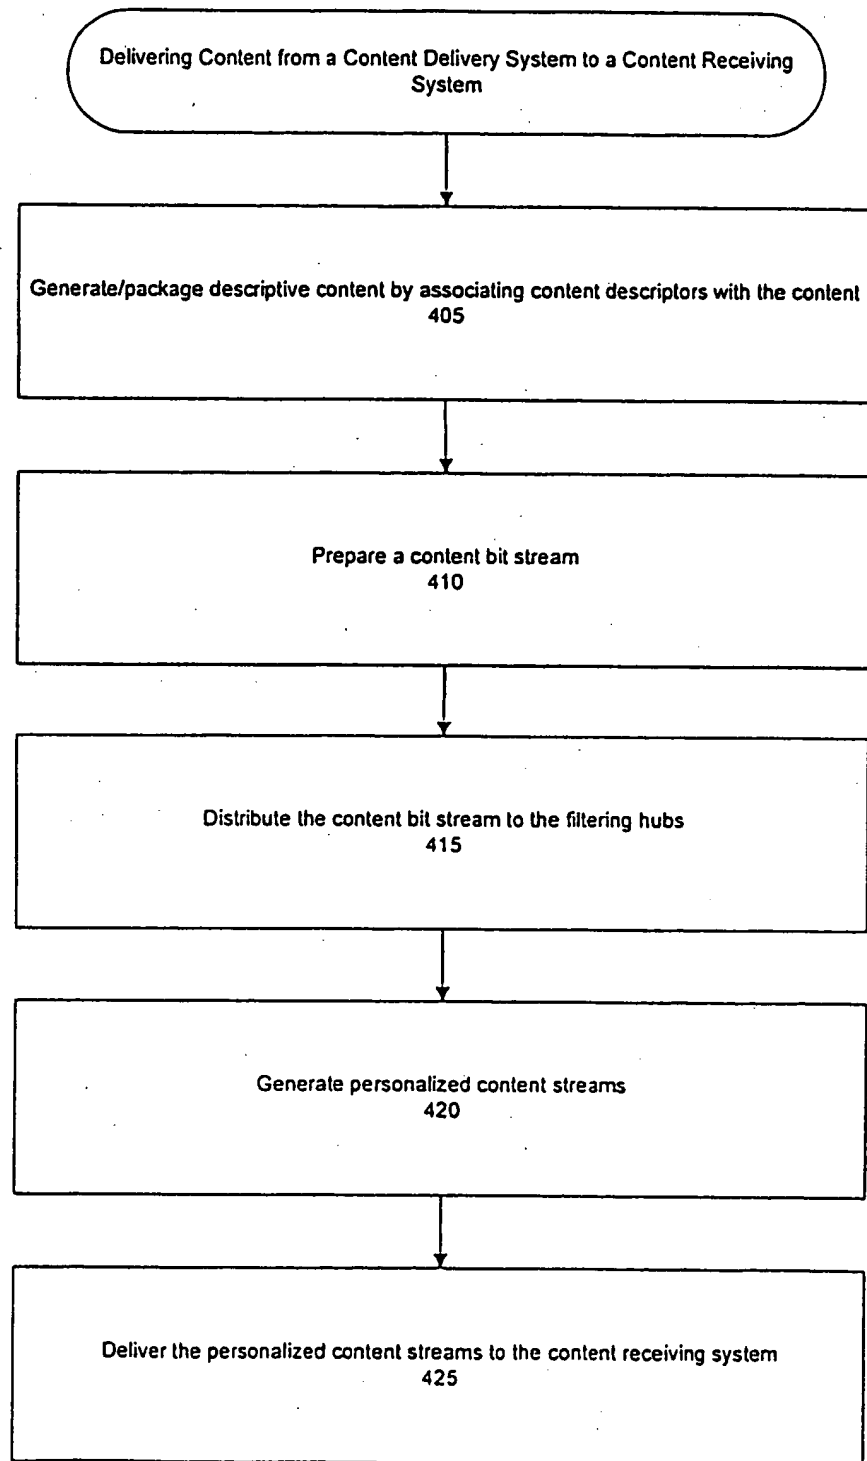 Delivering Content from a Content Delivery System to a Content Receiving
System
Generate/package descriptive content by associating content descriptors with the content
405
Prepare a content bit stream
410
Distribute the content bit stream to the filtering hubs
415
Generate personalized content streams
420
Deliver the personalized content streams to the content receiving system
425